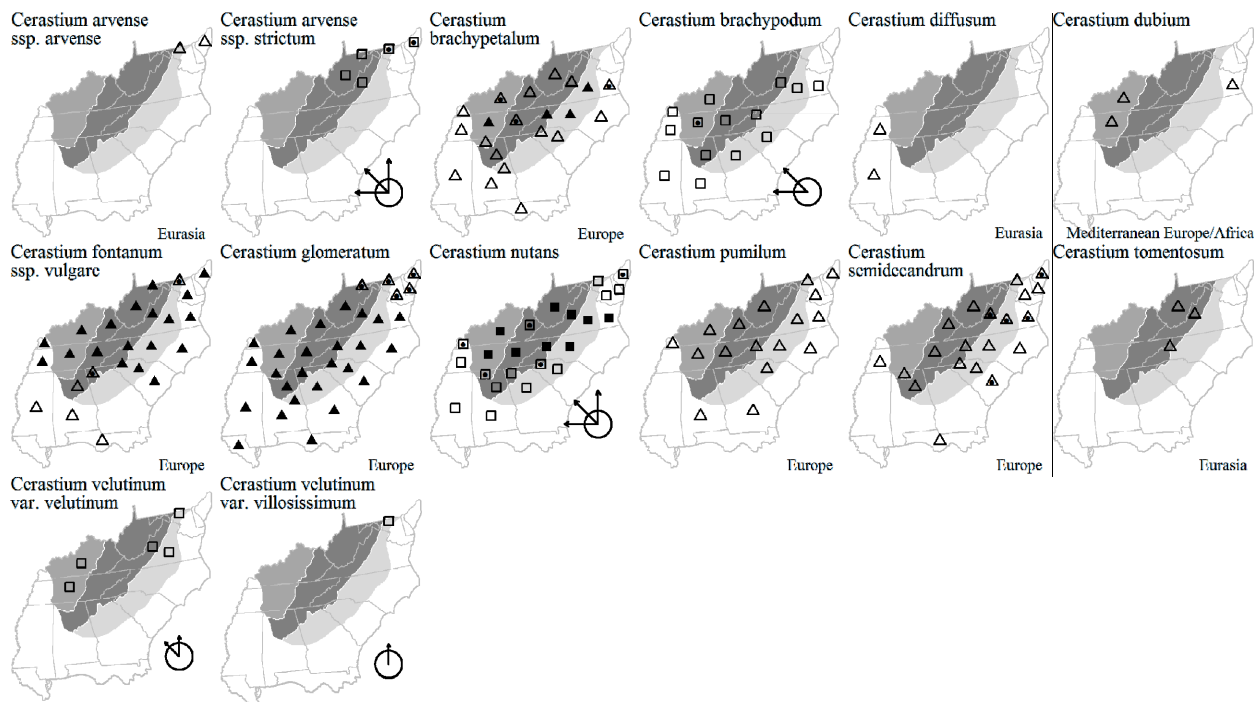 Cerastium arvense
ssp. arvense
Eurasia
Cerastium arvense
ssp. strictum
Cerastium
brachypetalum
Europe
Cerastium brachypodum
Cerastium diffusum
Eurasia
Cerastium dubium
Mediterranean Europe/Africa
Cerastium fontanum
ssp. vulgare
Europe
Cerastium glomeratum
Europe
Cerastium nutans
Cerastium pumilum
Europe
Cerastium
semidecandrum
Europe
Cerastium tomentosum
Eurasia
Cerastium velutinum
var. velutinum
Cerastium velutinum
var. villosissimum